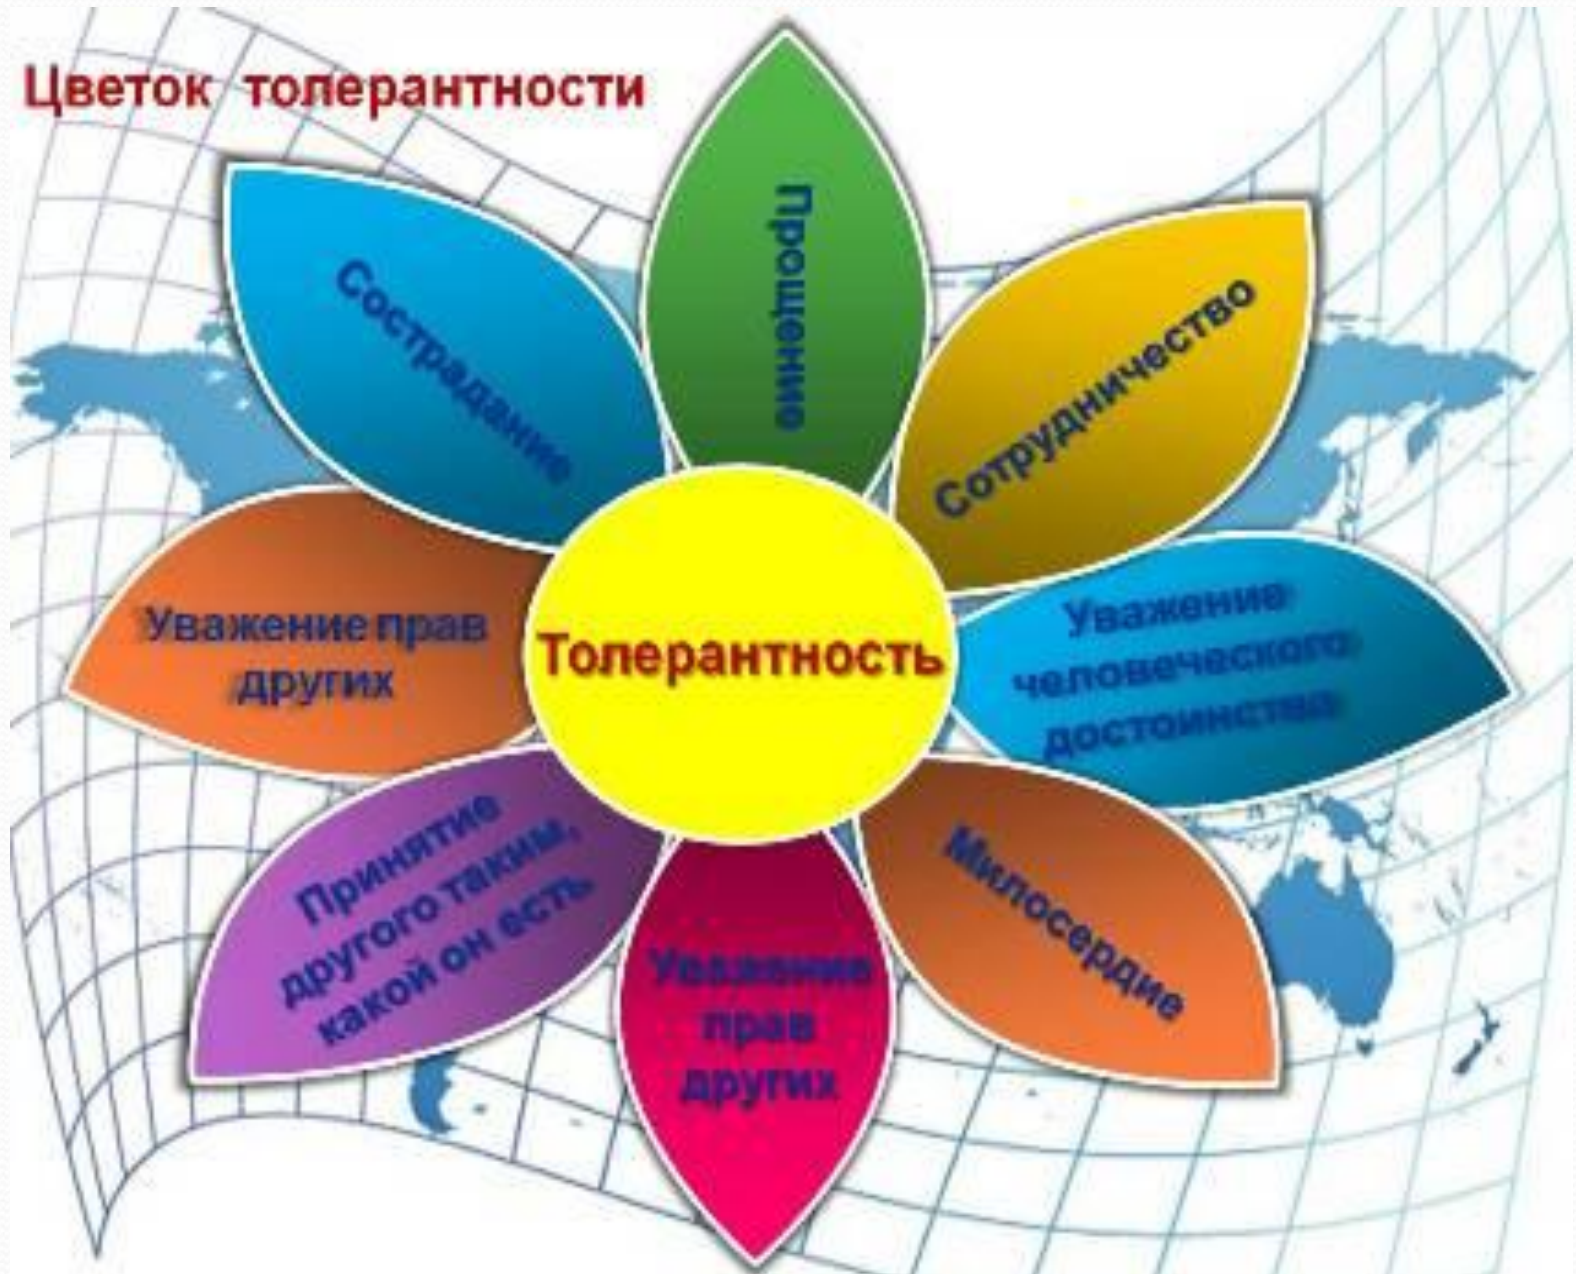 Цветок толерантности
Прощение
Сотрудничество
Уважение
человеческого
достоинства
Милосердие
Уважение
прав
других
Принятие
другого таким,
какой он есть
Уважение прав
других
Сострадание
Толерантность